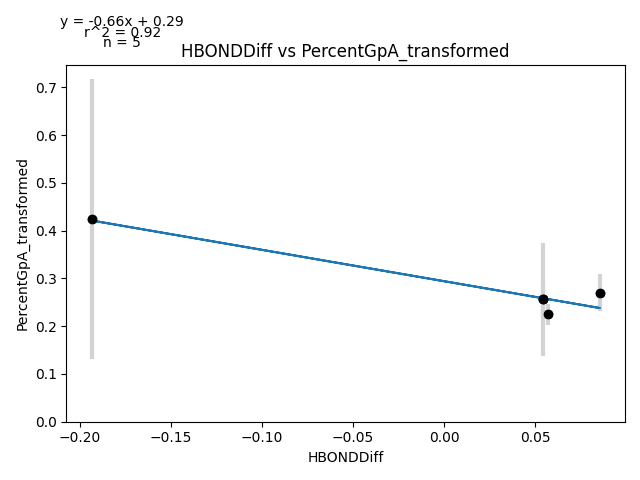 y = -0.66x + 0.29
r^2 = 0.92
n = 5
HBONDDiff vs PercentGpA_transformed
PercentGpA_transformed
0.7
0.6
0.5
0.4
0.3
0.2
0.1
0.0
−0.20 −0.15 −0.10 −0.05 0.00 0.05
HBONDDiff